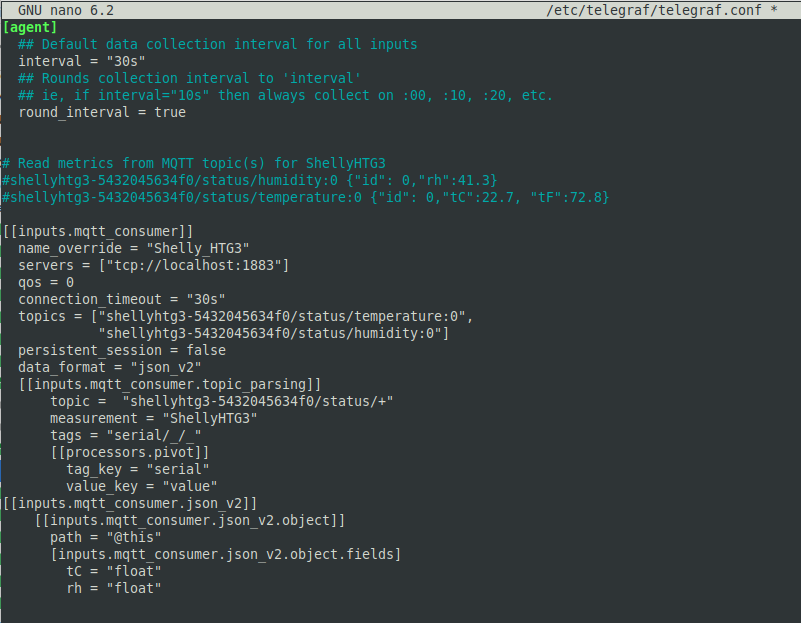 GNU nano 6.2 /etc/telegraf/telegraf.conf *
[agent]
## Default data collection interval for all inputs
interval = "30s"
## Rounds collection interval to 'interval'
## ie, if interval="10s" then always collect on :00, :10, :20, etc.
round_interval = true
# Read metrics from MQTT topic(s) for ShellyHTG3
#shellyhtg3-5432045634f0/status/humidity:0 {"id": 0,"rh":41.3}
#shellyhtg3-5432045634f0/status/temperature:0 {"id": 0,"tC":22.7, "tF":72.8}
[[inputs.mqtt_consumer]]
name_override = "Shelly_HTG3"
servers = ["tcp://localhost:1883"]
qos = 0
connection_timeout = "30s"
topics = ["shellyhtg3-5432045634f0/status/temperature:0",
"shellyhtg3-5432045634f0/status/humidity:0"]
persistent_session = false
data_format = "json_v2"
[[inputs.mqtt_consumer.topic_parsing]]
topic =  "shellyhtg3-5432045634f0/status/+"
measurement = "ShellyHTG3"
tags = "serial/_/_"
[[processors.pivot]]
tag_key = "serial"
value_key = "value"
[[inputs.mqtt_consumer.json_v2]]
[[inputs.mqtt_consumer.json_v2.object]]
path = "@this"
[inputs.mqtt_consumer.json_v2.object.fields]
tC = "float"
rh = "float"